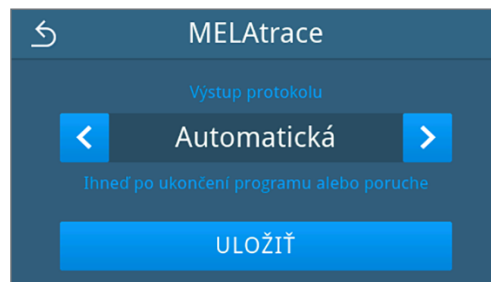 MELAtrace
Výstup protokolu
Automatická
Ihneď po ukončení programu alebo poruche
ULOŽIŤ